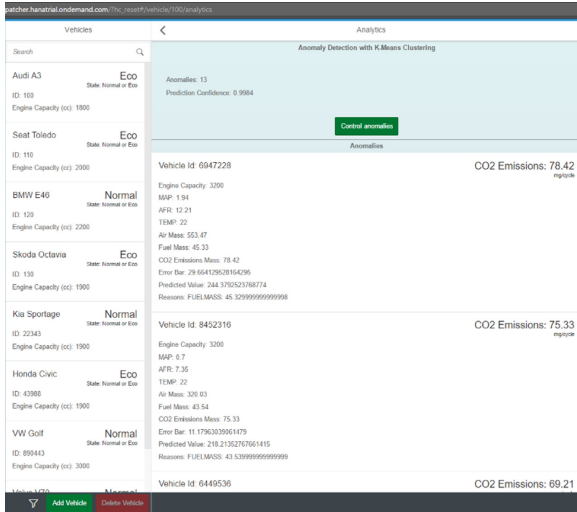 patcher.hanatrial.ondemand.com/?hc_reset#/vehicle/100/analytics
Vehicles
Search
Audi A3
Eco
State: Normal or Eco
ID: 100
Engine Capacity (cc): 1800
Seat Toledo
Eco
State: Normal or Eco
ID: 110
Engine Capacity (cc): 2000
BMW E46
Normal
State: Normal or Eco
ID: 120
Engine Capacity (cc): 2200
Skoda Octavia
Eco
State: Normal or Eco
ID: 130
Engine Capacity (cc): 1900
Kia Sportage
Normal
State: Normal or Eco
ID: 22343
Engine Capacity (cc): 1900
Honda Civic
Eco
State: Normal or Eco
ID: 43988
Engine Capacity (cc): 1900
VW Golf
Normal
State: Normal or Eco
ID: 890443
Engine Capacity (cc): 3000
Volvo V70
Normal
Add Vehicle
Delete Vehicle
Analytics
Anomaly Detection with K-Means Clustering
Anomalies: 13
Prediction Confidence: 0.9984
Control anomalies
Anomalies
Vehicle Id: 6947228
CO2 Emissions: 78.42
mg/cycle
Engine Capacity: 3200
MAP: 1.94
AFR: 12.21
TEMP: 22
Air Mass: 553.47
Fuel Mass: 45.33
CO2 Emissions Mass: 78.42
Error Bar: 29.664129528164296
Predicted Value: 244.3792523768774
Reasons: FUELMASS: 45.329999999999998
Vehicle Id: 8452316
CO2 Emissions: 75.33
mg/cycle
Engine Capacity: 3200
MAP: 0.7
AFR: 7.35
TEMP: 22
Air Mass: 320.03
Fuel Mass: 43.54
CO2 Emissions Mass: 75.33
Error Bar: 11.17963039061479
Predicted Value: 218.21352767661415
Reasons: FUELMASS: 43.539999999999999
Vehicle Id: 6449536
CO2 Emissions: 69.21